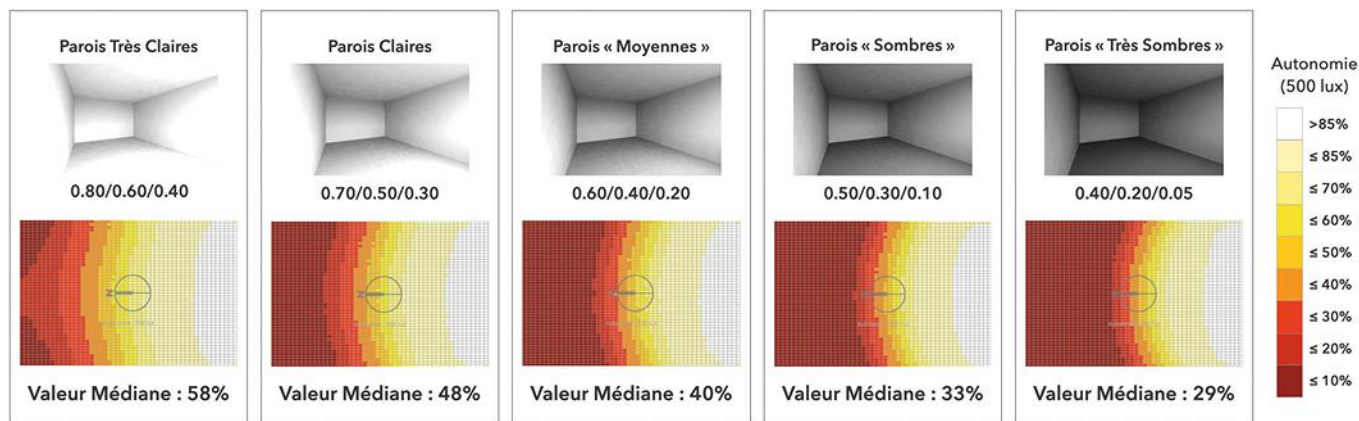 Parois Très Claires
0.80/0.60/0.40
N
Valeur Médiane : 58%
Parois Claires
0.70/0.50/0.30
N
Valeur Médiane : 48%
Parois « Moyennes »
0.60/0.40/0.20
N
Valeur Médiane : 40%
Parois « Sombres »
0.50/0.30/0.10
N
Valeur Médiane : 33%
Parois « Très Sombres »
0.40/0.20/0.05
N
Valeur Médiane : 29%
Autonomie
(500 lux)
>85%
≤ 85%
≤ 70%
≤ 60%
≤ 50%
≤ 40%
≤ 30%
≤ 20%
≤ 10%